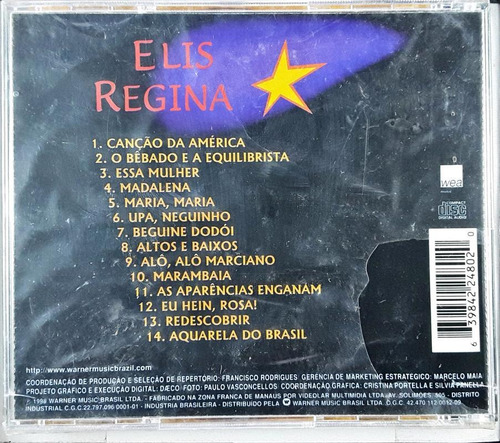 ELIS
REGINA
1. CANÇÃO DA AMÉRICA
2. O BÊBADO E A EQUILIBRISTA
3. ESSA MULHER
4. MADALENA
5. MARIA, MARIA
6. UPA, NEGUINHO
7. BEGUINE DODÓI
8. ALTOS E BAIXOS
9. ALÔ, ALÔ MARCIANO
10. MARAMBAIA
11. AS APARÊNCIAS ENGANAM
12. EU HEIN, ROSA!
13. REDESCOBRIR
14. AQUARELA DO BRASIL
wea
COMPACT
DISC
DIGITAL AUDIO
6 39842 24802 0
http://www.warnermusicbrazil.com
COORDENAÇÃO DE PRODUÇÃO E SELEÇÃO DE REPERTÓRIO: FRANCISCO RODRIGUES: GERÊNCIA DE MARKETING ESTRATÉGICO: MARCELO MAIA
PROJETO GRÁFICO E EXECUÇÃO DIGITAL: FOTO: PAULO VASCONCELLOS COORDENAÇÃO GRÁFICA: CRISTINA PORTELLA E SILVIA PANELLA
1998 WARNER MUSIC BRASIL LTDA. - FABRICADO NA ZONA FRANCA DE MANAUS POR VIDEOLAR MULTIMIDIA LTDA. AV. SOLIMÕES, 505 - DISTRITO
INDUSTRIAL C.G.C. 22.797.096 0001-01 - INDÚSTRIA BRASILEIRA - DISTRIBUÍDO PELA WARNER MUSIC BRASIL LTDA. C.G.C. 42.470